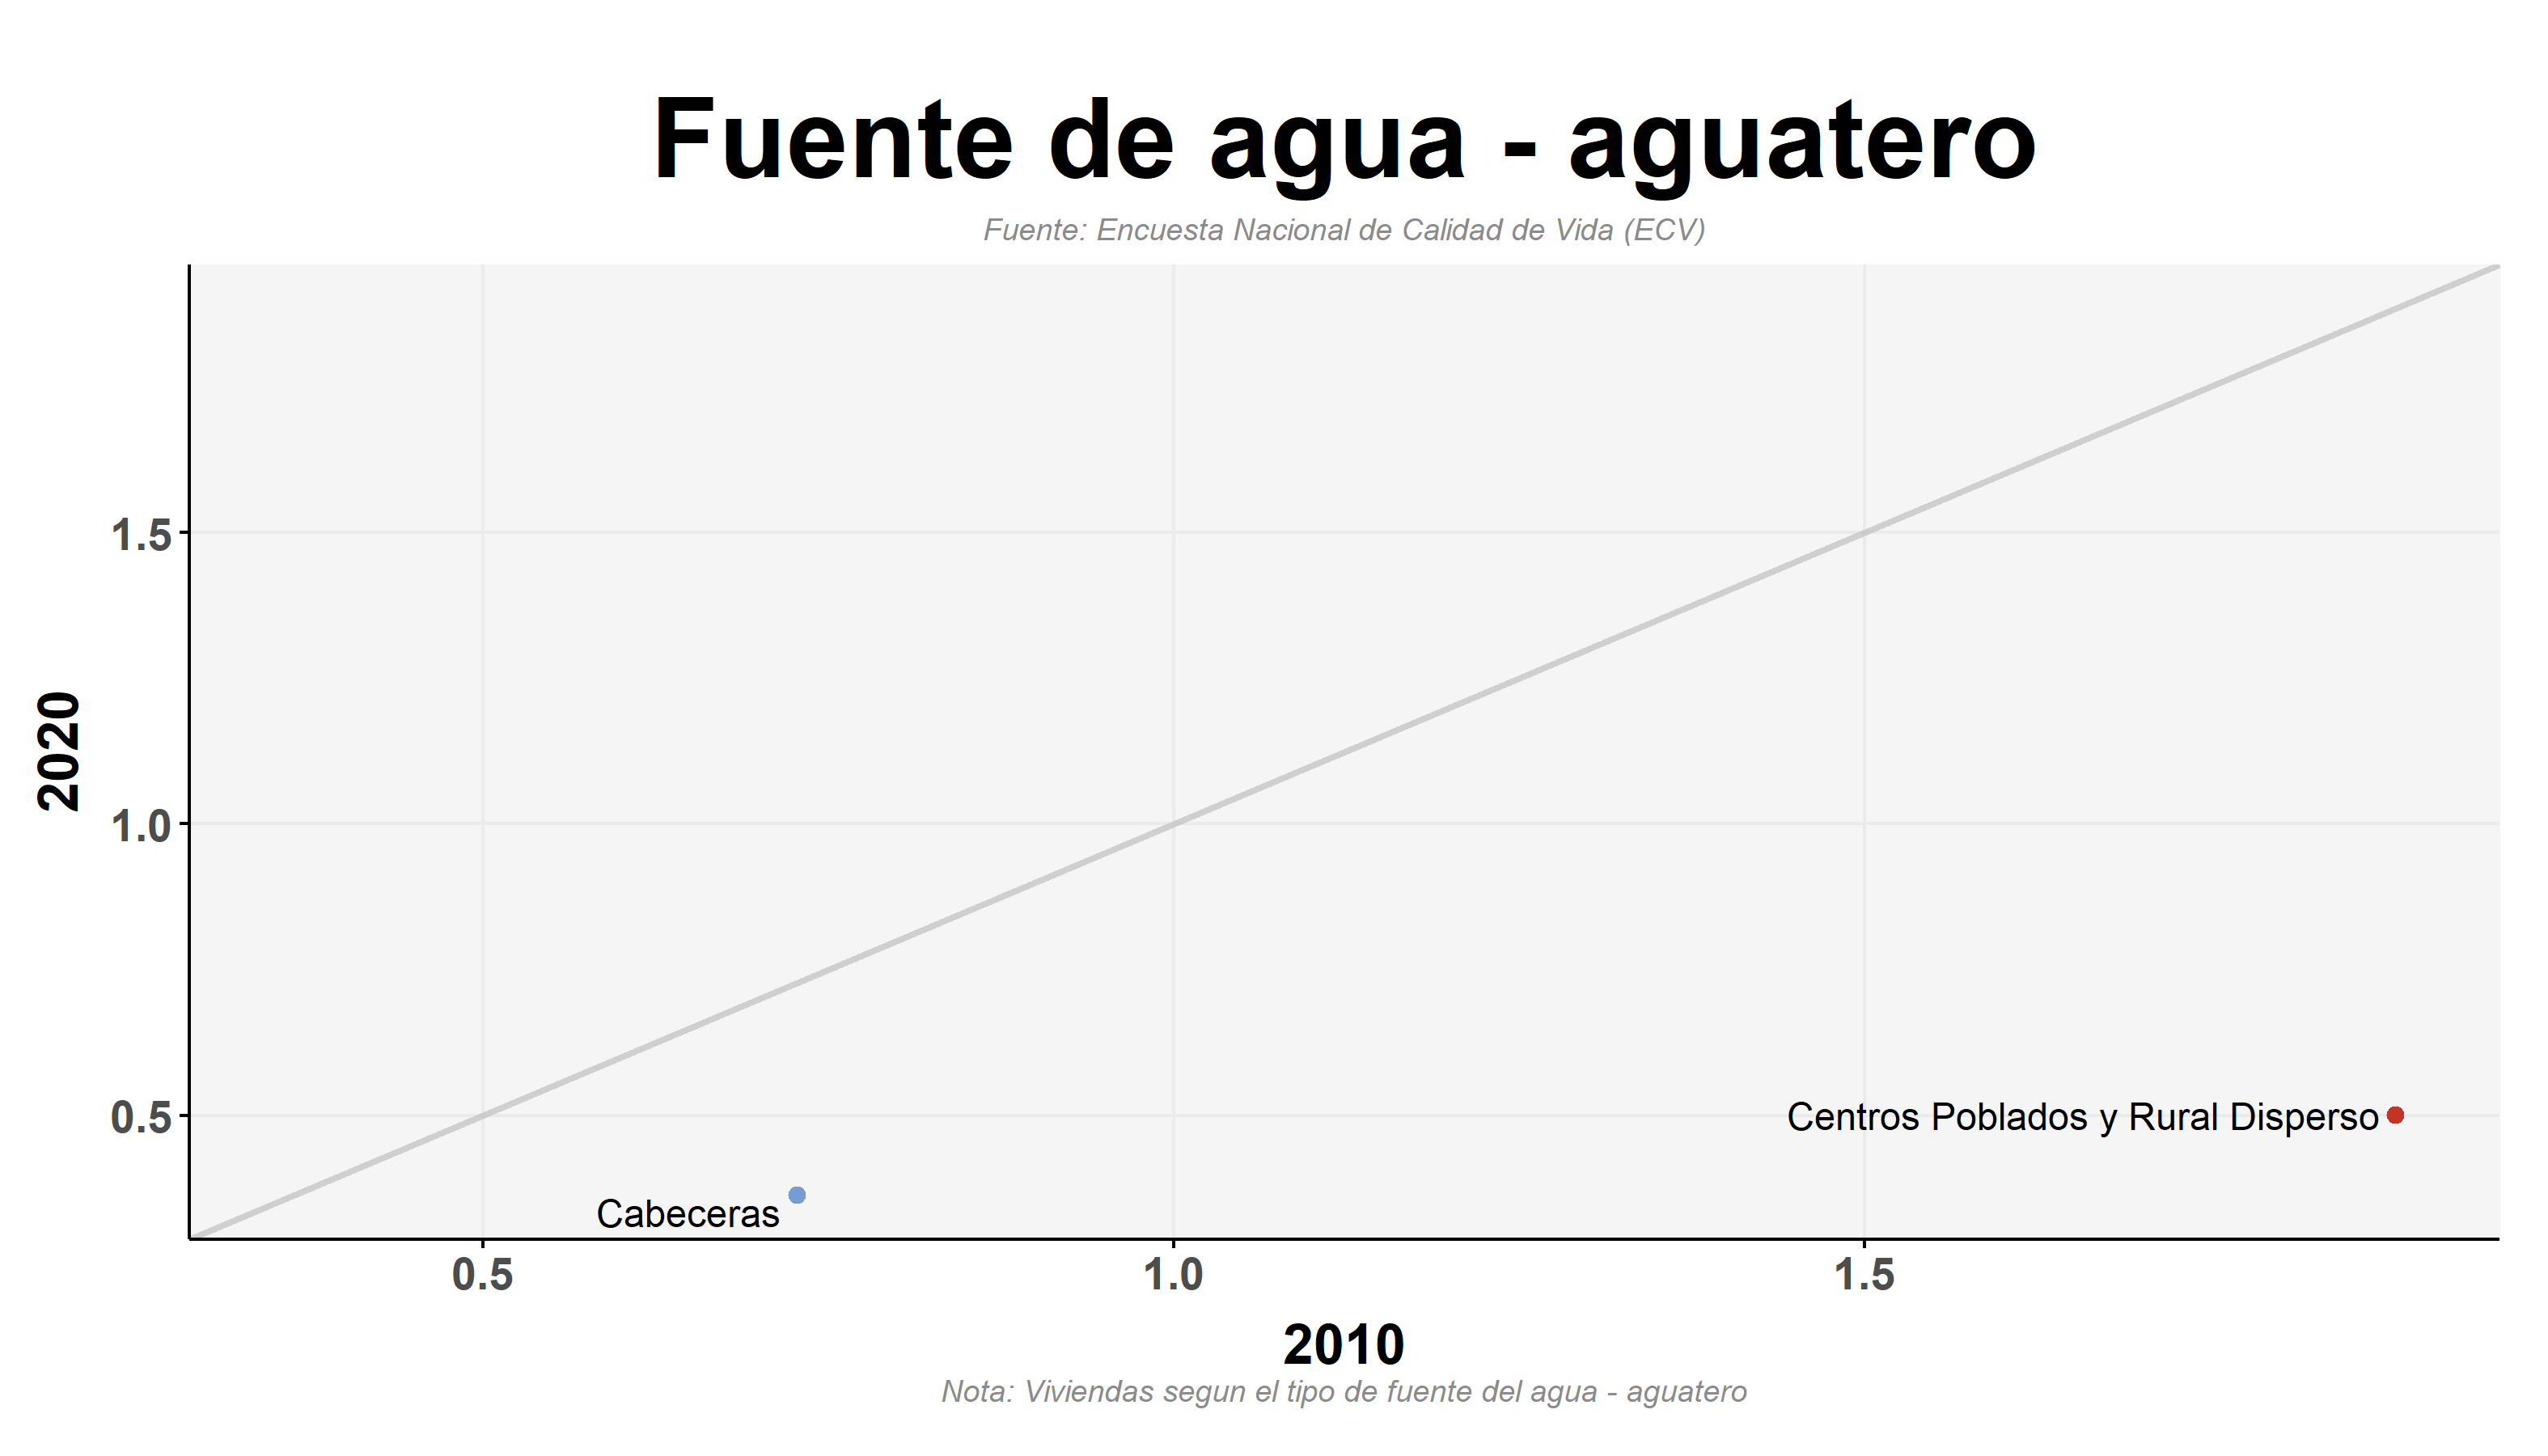 Fuente de agua - aguatero
Fuente: Encuesta Nacional de Calidad de Vida (ECV)
2020
1.5
1.0
0.5
Centros Poblados y Rural Disperso
Cabeceras
0.5 1.0 1.5
2010
Nota: Viviendas segun el tipo de fuente del agua - aguatero